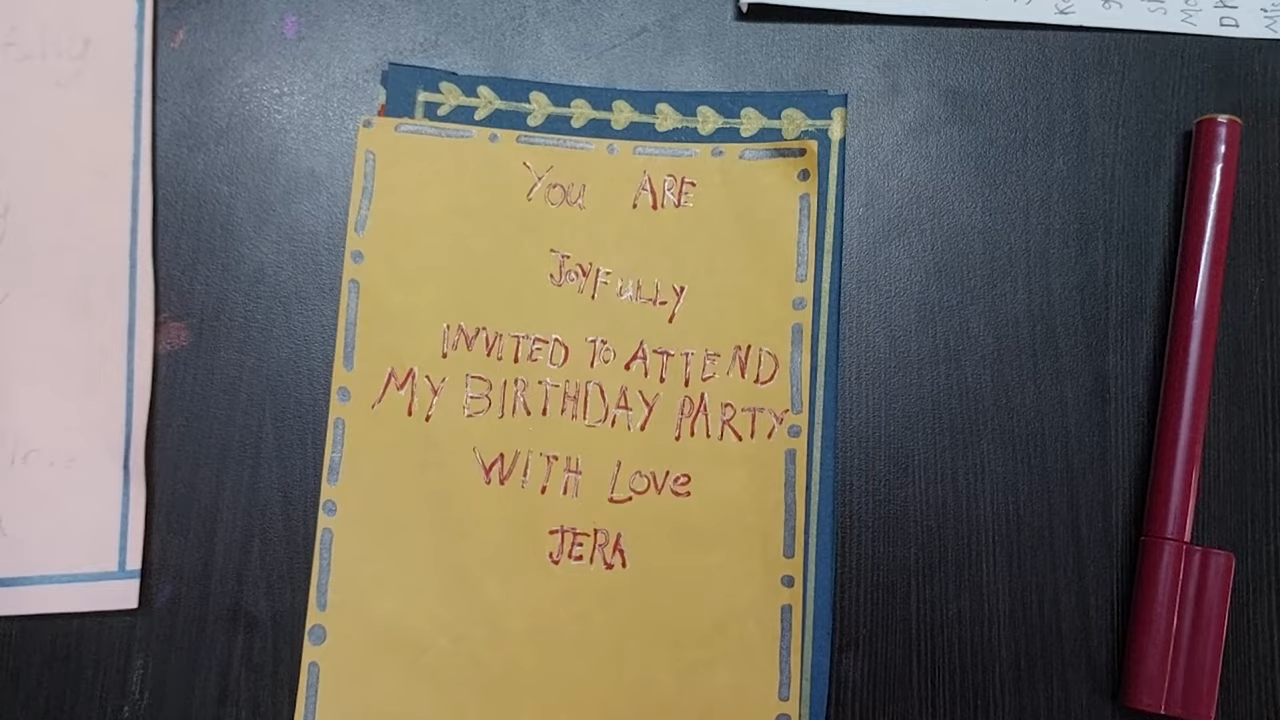 YOU ARE
JOYFULLY
INVITED TO ATTEND
MY BIRTHDAY PARTY
WITH LOVE
JERA